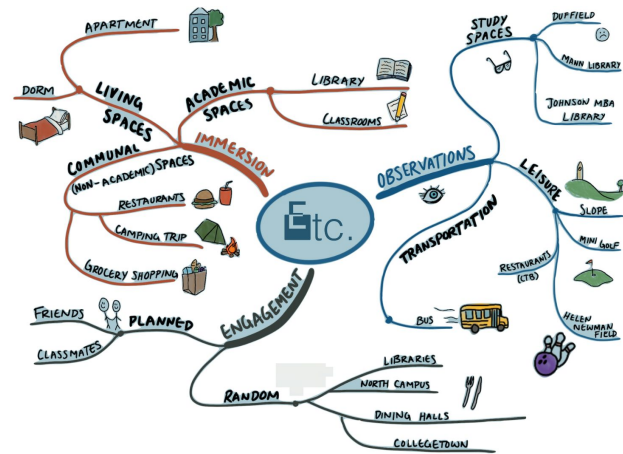 Etc.
IMMERSION
LIVING
SPACES
APARTMENT
DORM
ACADEMIC
SPACES
LIBRARY
CLASSROOMS
COMMUNAL
(NON-ACADEMIC) SPACES
RESTAURANTS
CAMPING TRIP
GROCERY SHOPPING
OBSERVATIONS
STUDY
SPACES
DUFFIELD
MANN LIBRARY
JOHNSON MBA
LIBRARY
LEISURE
SLOPE
MINI GOLF
RESTAURANTS
(CTB)
HELEN
NEWMAN
FIELD
TRANSPORTATION
BUS
ENGAGEMENT
PLANNED
FRIENDS
CLASSMATES
RANDOM
LIBRARIES
NORTH CAMPUS
DINING HALLS
COLLEGETOWN